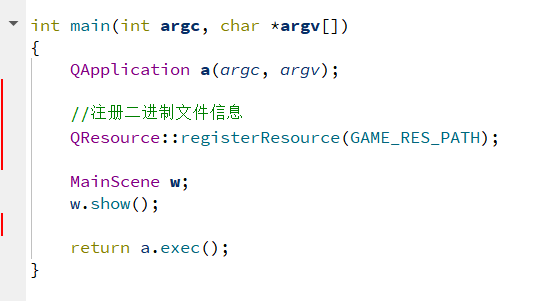 int main(int argc, char *argv[])
{
QApplication a(argc, argv);
//注册二进制文件信息
QResource::registerResource(GAME_RES_PATH);
MainScene w;
w.show();
return a.exec();
}